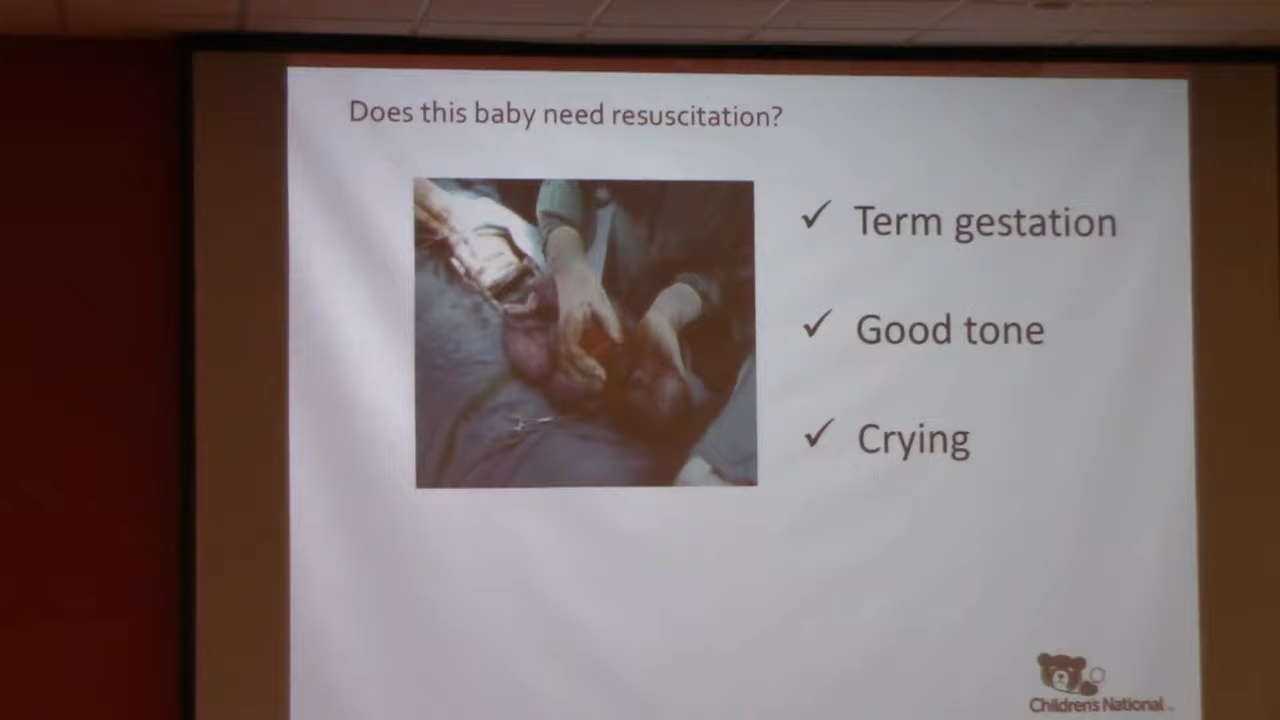 Does this baby need resuscitation?
✓ Term gestation
✓ Good tone
✓ Crying
Children's National